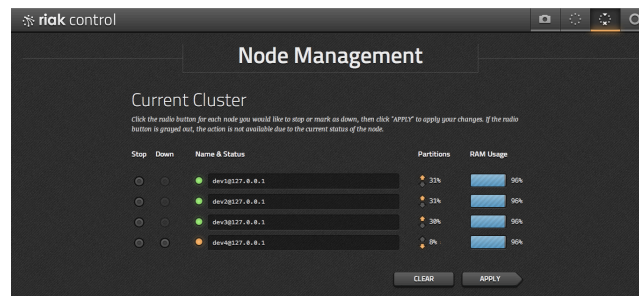 riak control
Node Management
Current Cluster
Click the radio button for each node you would like to stop or mark as down, then click "APPLY" to apply your changes. If the radio
button is grayed out, the action is not available due to the current status of the node.
Stop Down Name & Status Partitions RAM Usage
dev1@127.0.0.1 31% 96%
dev2@127.0.0.1 31% 96%
dev3@127.0.0.1 30% 96%
dev4@127.0.0.1 8% 96%
CLEAR APPLY